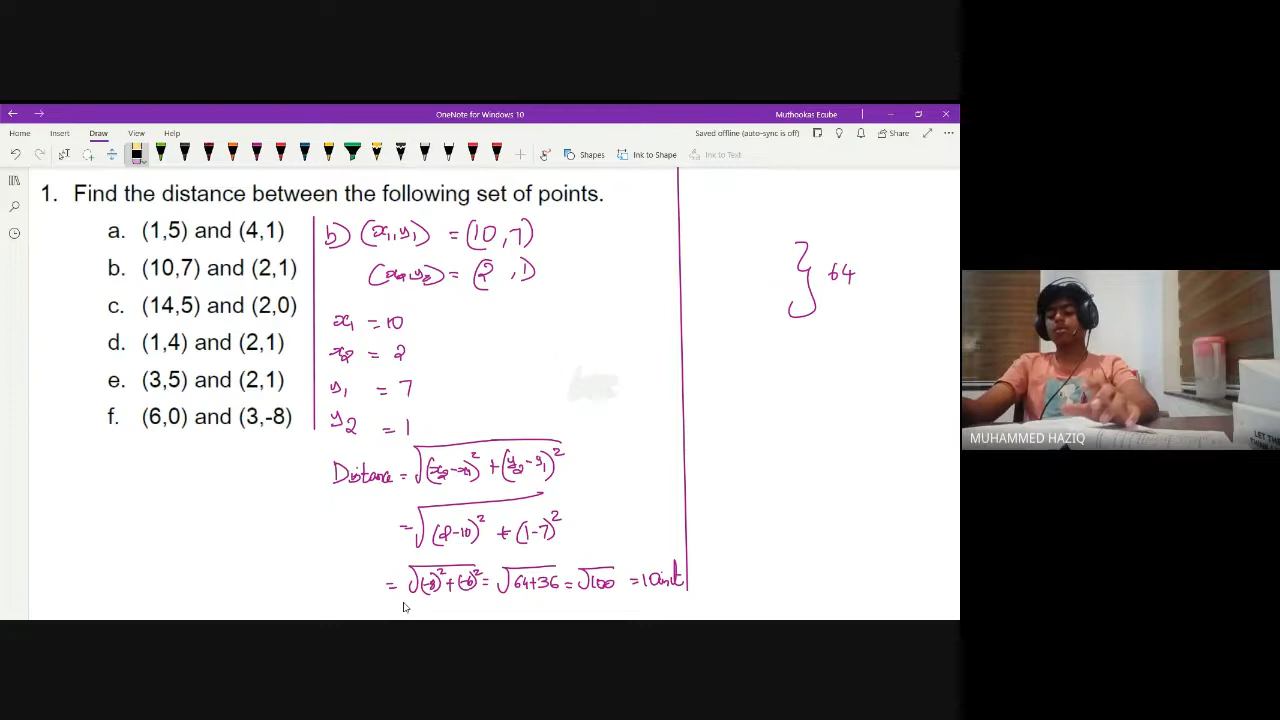 OneNote for Windows 10
Muthookas Ecube
Home Insert Draw View Help
Saved offline (auto-sync is off)
Share
Shapes
Ink to Shape
Ink to Text
1. Find the distance between the following set of points.
a. (1,5) and (4,1)
b. (10,7) and (2,1)
c. (14,5) and (2,0)
d. (1,4) and (2,1)
e. (3,5) and (2,1)
f. (6,0) and (3,-8)
b) (x₁,y₁) = (10,7)
(x₂,y₂) = (2,1)
x₁ = 10
x₂ = 2
y₁ = 7
y₂ = 1
Distance = √(x₂-x₁)² + (y₂-y₁)²
= √(2-10)² + (1-7)²
= √(-8)² + (-6)² = √64+36 = √100 = 10unit
} 64
MUHAMMED HAZIQ